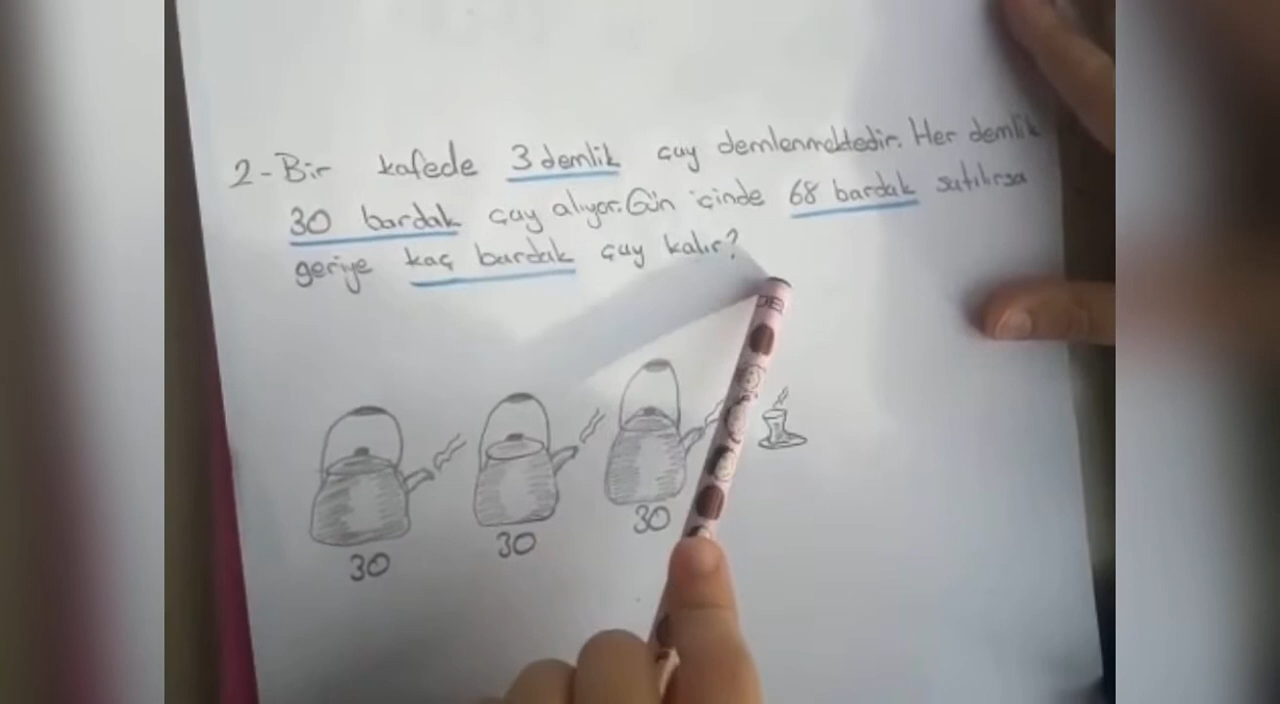 2-Bir kafede 3 demlik çay demlenmektedir. Her demlik
30 bardak çay alıyor. Gün içinde 68 bardak satılırsa
geriye kaç bardak çay kalır?
30
30
30